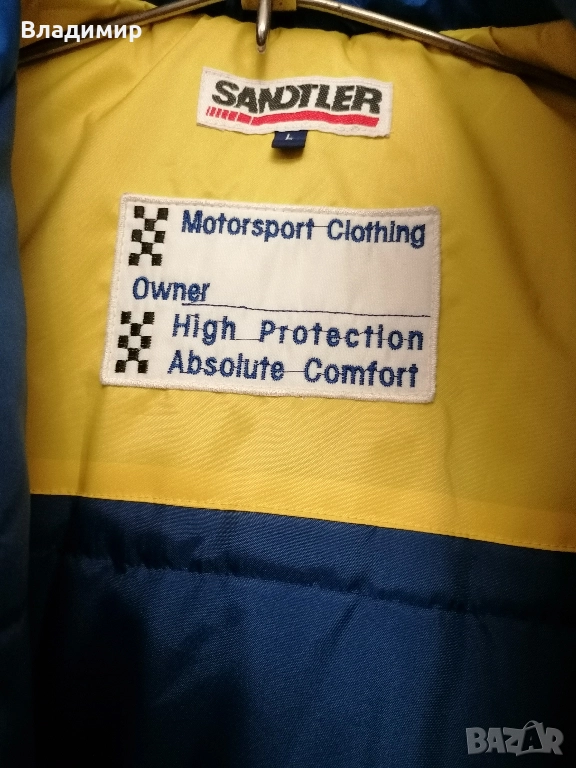 Владимир
SANDTLER
L
Motorsport Clothing
Owner
High Protection
Absolute Comfort
BAZAR